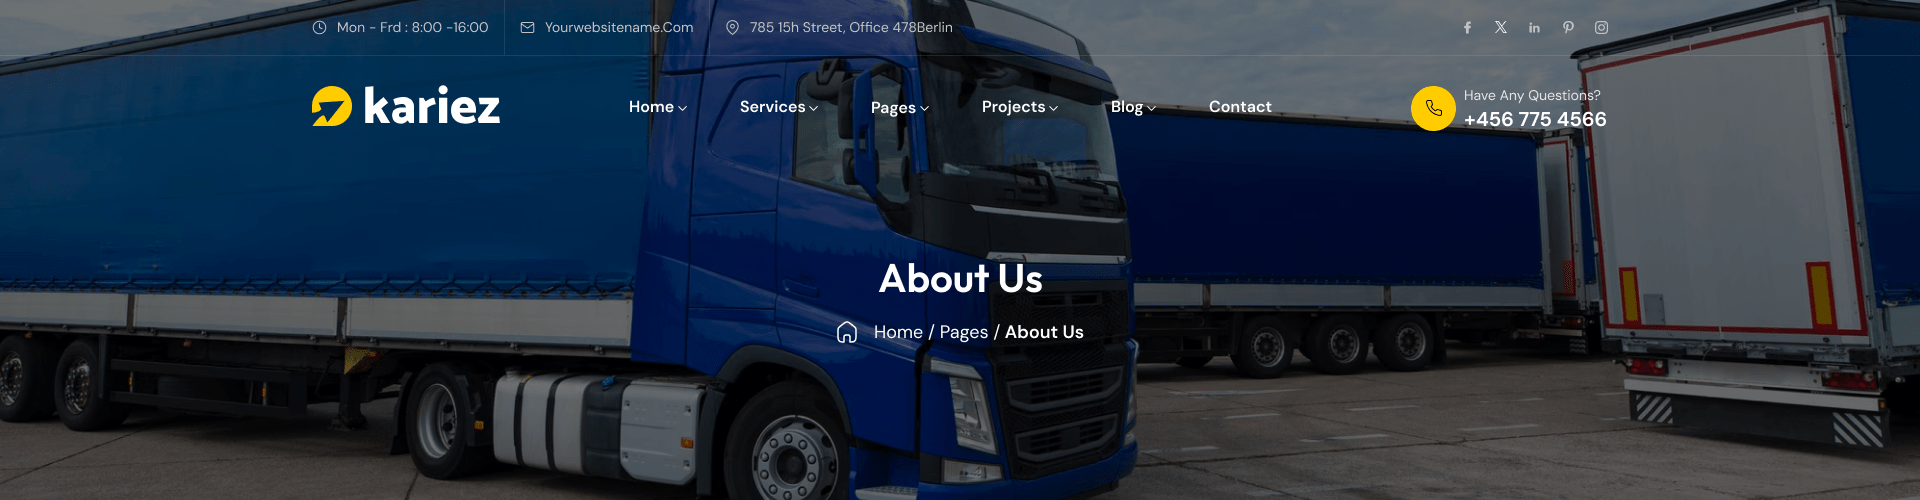 Mon - Frd : 8:00 -16:00
Yourwebsitename.Com
785 15h Street, Office 478Berlin
kariez
Home
Services
Pages
Projects
Blog
Contact
Have Any Questions?
+456 775 4566
About Us
Home / Pages / About Us